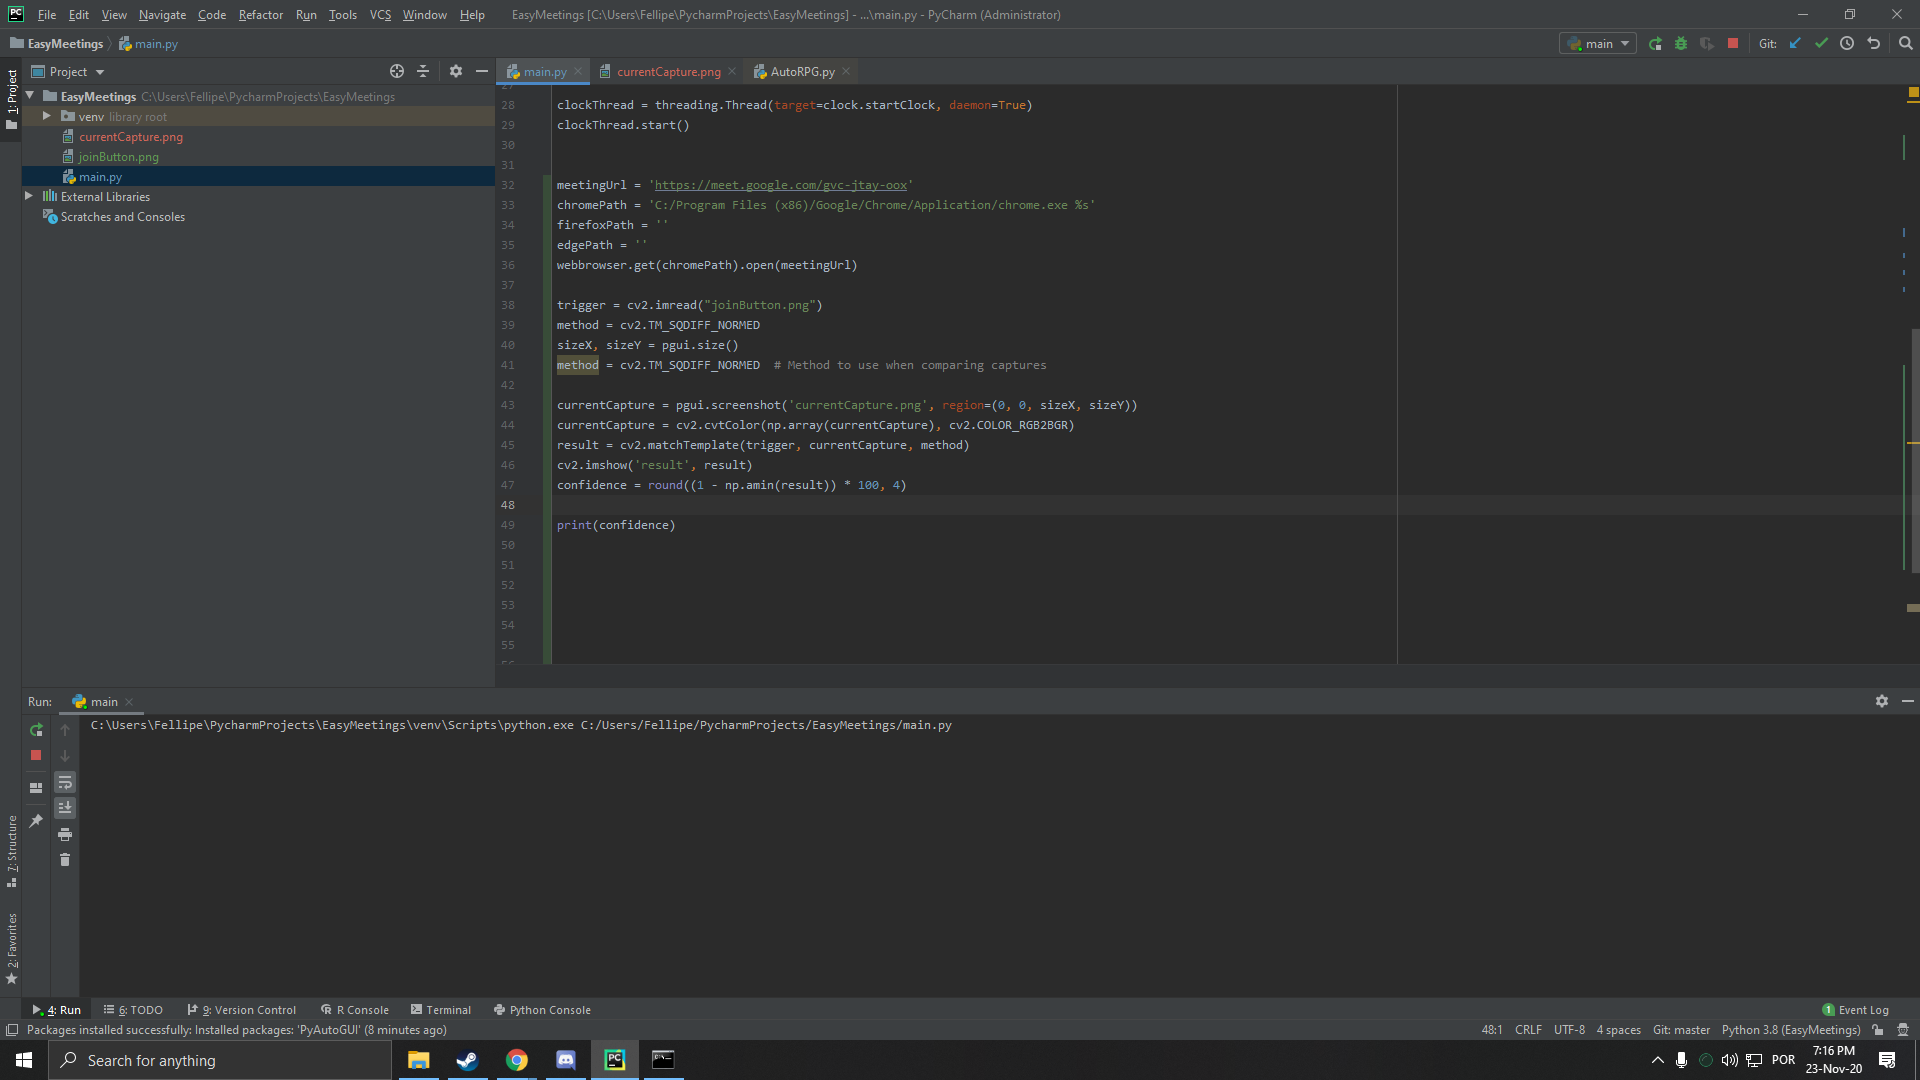 PC File Edit View Navigate Code Refactor Run Tools VCS Window Help EasyMeetings [C:\Users\Fellipe\PycharmProjects\EasyMeetings] - ...\main.py - PyCharm (Administrator)
EasyMeetings main.py main Git:
1: Project
Project
main.py currentCapture.png AutoRPG.py
EasyMeetings C:\Users\Fellipe\PycharmProjects\EasyMeetings
venv library root
currentCapture.png
joinButton.png
main.py
External Libraries
Scratches and Consoles
28 clockThread = threading.Thread(target=clock.startClock, daemon=True)
29 clockThread.start()
30
31
32 meetingUrl = 'https://meet.google.com/gvc-jtay-oox'
33 chromePath = 'C:/Program Files (x86)/Google/Chrome/Application/chrome.exe %s'
34 firefoxPath = ''
35 edgePath = ''
36 webbrowser.get(chromePath).open(meetingUrl)
37
38 trigger = cv2.imread("joinButton.png")
39 method = cv2.TM_SQDIFF_NORMED
40 sizeX, sizeY = pgui.size()
41 method = cv2.TM_SQDIFF_NORMED  # Method to use when comparing captures
42
43 currentCapture = pgui.screenshot('currentCapture.png', region=(0, 0, sizeX, sizeY))
44 currentCapture = cv2.cvtColor(np.array(currentCapture), cv2.COLOR_RGB2BGR)
45 result = cv2.matchTemplate(trigger, currentCapture, method)
46 cv2.imshow('result', result)
47 confidence = round((1 - np.amin(result)) * 100, 4)
48
49 print(confidence)
50
51
52
53
54
55
Run: main
C:\Users\Fellipe\PycharmProjects\EasyMeetings\venv\Scripts\python.exe C:/Users/Fellipe/PycharmProjects/EasyMeetings/main.py
7: Structure
2: Favorites
4: Run 6: TODO 9: Version Control R Console Terminal Python Console 1 Event Log
Packages installed successfully: Installed packages: 'PyAutoGUI' (8 minutes ago) 48:1 CRLF UTF-8 4 spaces Git: master Python 3.8 (EasyMeetings)
Search for anything PC POR 7:16 PM
23-Nov-20